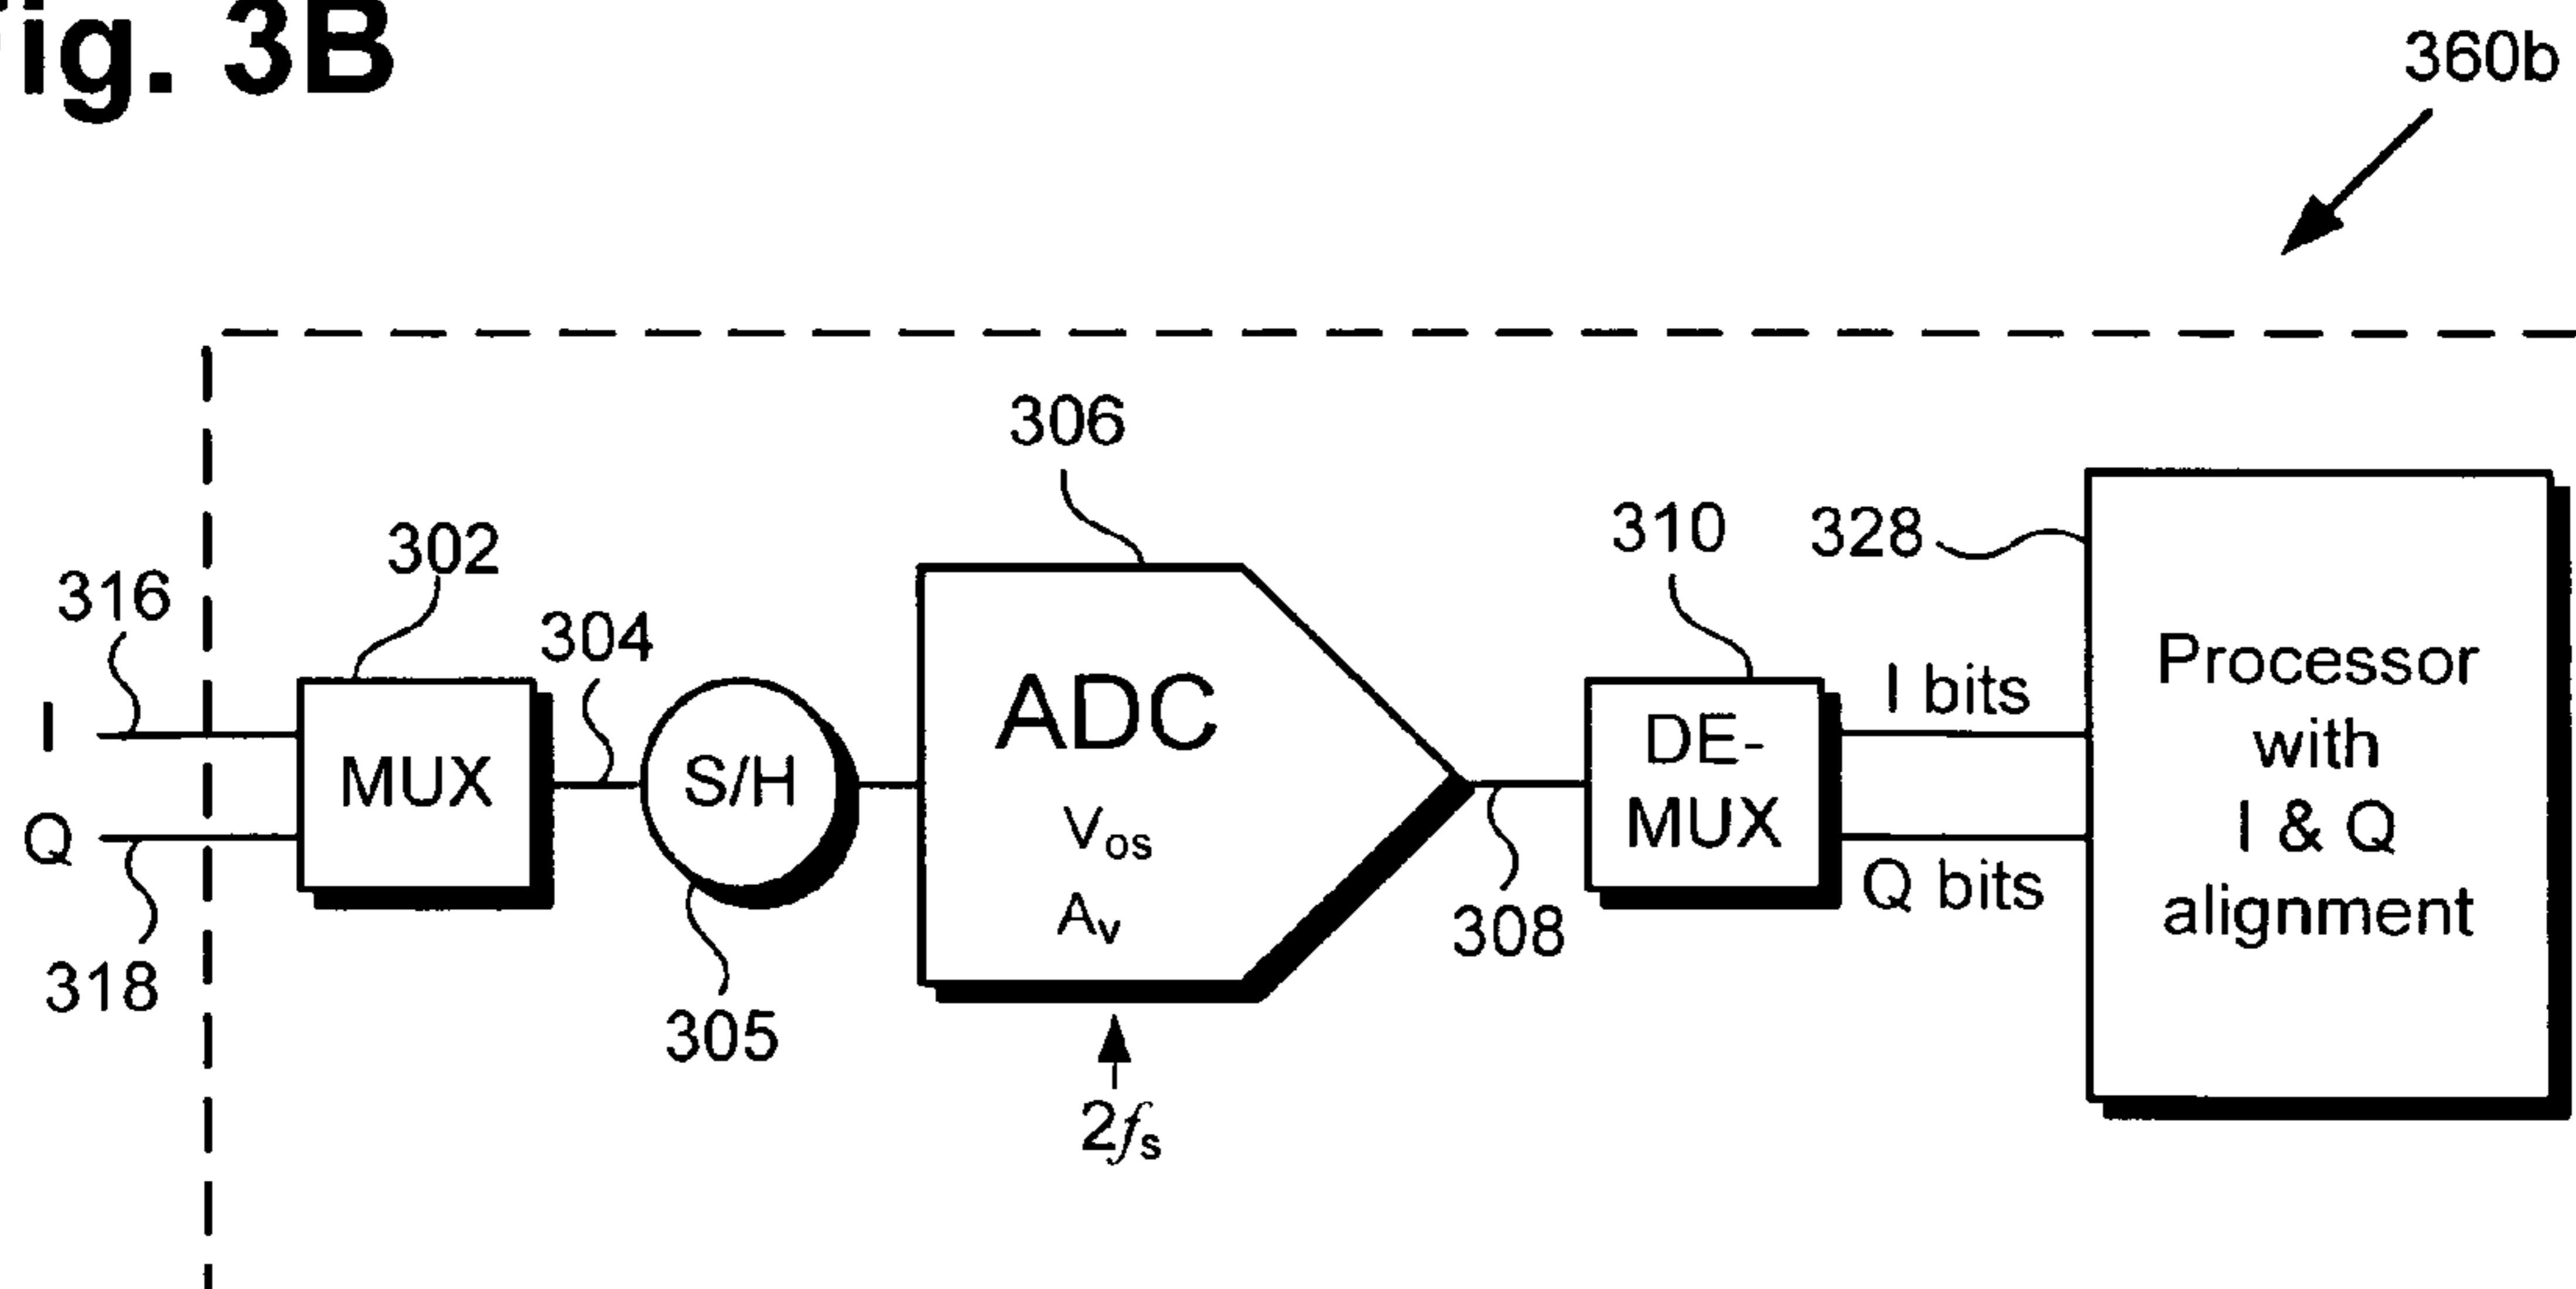 Fig. 3B
360b
306
302
310
328
316
304
I
MUX
S/H
ADC
Vos
Av
DE-
MUX
I bits
Q bits
Processor
with
I & Q
alignment
Q
318
305
308
2fs